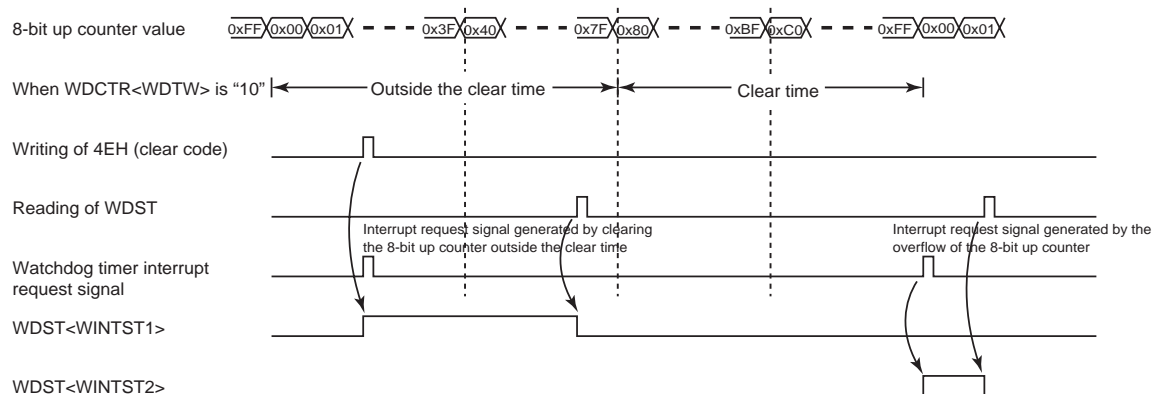 8-bit up counter value 0xFF 0x00 0x01 0x3F 0x40 0x7F 0x80 0xBF 0xC0 0xFF 0x00 0x01
When WDCTR<WDTW> is “10” Outside the clear time Clear time
Writing of 4EH (clear code)
Reading of WDST
Interrupt request signal generated by clearing
the 8-bit up counter outside the clear time
Interrupt request signal generated by the
overflow of the 8-bit up counter
Watchdog timer interrupt
request signal
WDST<WINTST1>
WDST<WINTST2>